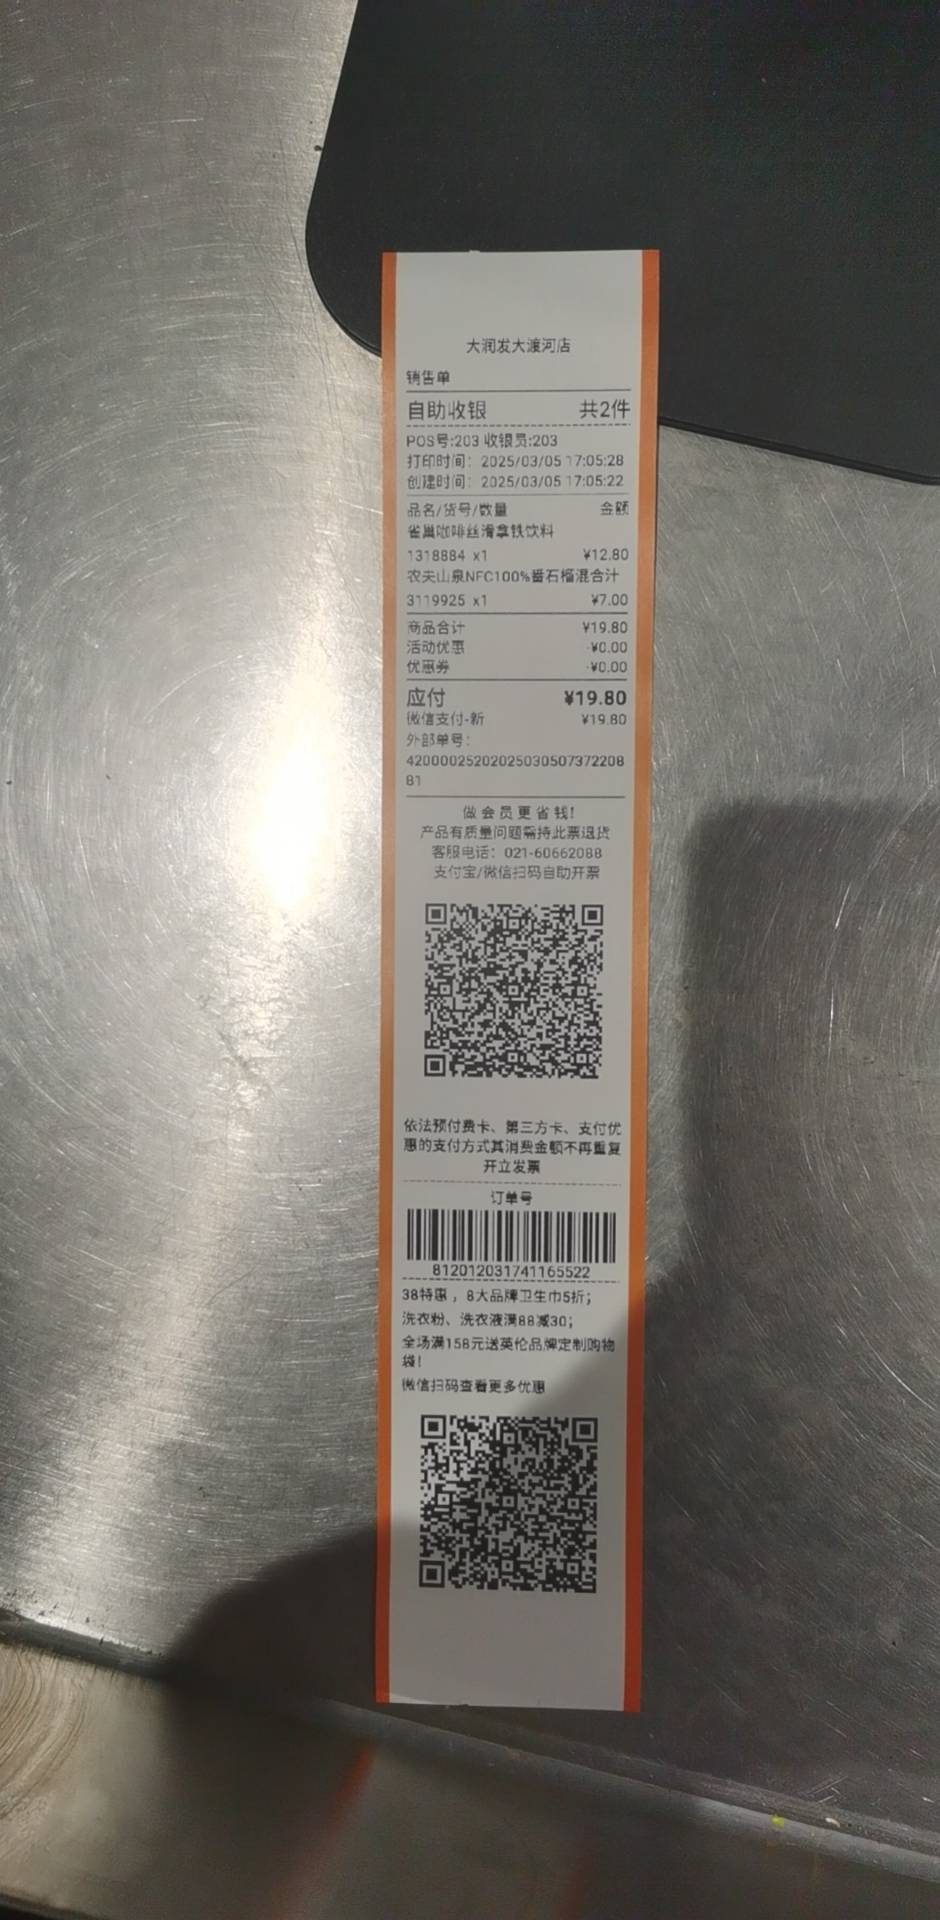 大润发大渡河店
销售单
自助收银 共2件
POS号:203 收银员:203
打印时间: 2025/03/05 17:05:28
创建时间: 2025/03/05 17:05:22
品名/货号/数量 金额
雀巢咖啡丝滑拿铁饮料
1318884 x1 ¥12.80
农夫山泉NFC100%番石榴混合汁
3119925 x1 ¥7.00
商品合计 ¥19.80
活动优惠 -¥0.00
优惠券 -¥0.00
应付 ¥19.80
微信支付-新 ¥19.80
外部单号:
42000025202025030507372208
81
做会员更省钱!
产品有质量问题需持此票退货
客服电话: 021-60662088
支付宝/微信扫码自助开票
依法预付费卡、第三方卡、支付优
惠的支付方式其消费金额不再重复
开立发票
订单号
812012031741165522
38特惠，8大品牌卫生巾5折；
洗衣粉、洗衣液满88减30；
全场满158元送英伦品牌定制购物
袋!
微信扫码查看更多优惠